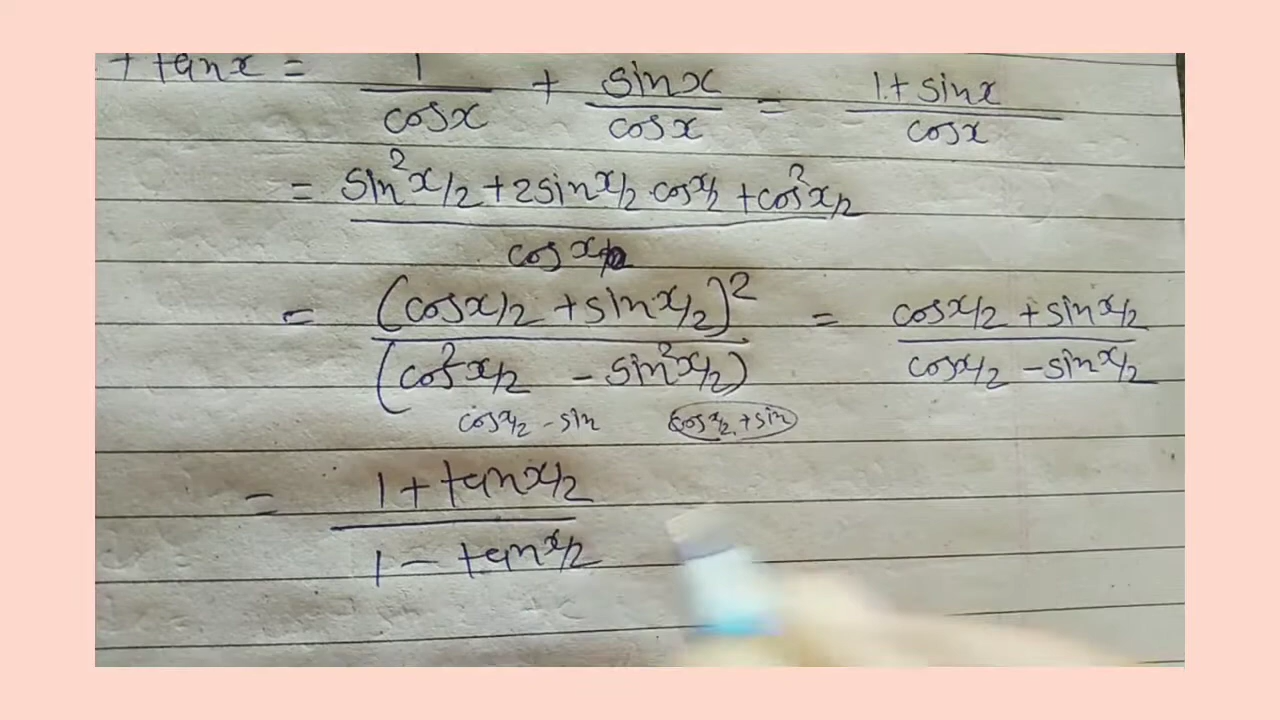 + tan x = 1/cos x + sin x/cos x = 1 + sin x/cos x
= sin²x/2 + 2 sin x/2 · cos x/2 + cos²x/2
cos x
= (cos x/2 + sin x/2)² = cos x/2 + sin x/2
(cos²x/2 - sin²x/2) cos x/2 - sin x/2
cos x/2 - sin cos x/2 + sin
= 1 + tan x/2
1 - tan x/2